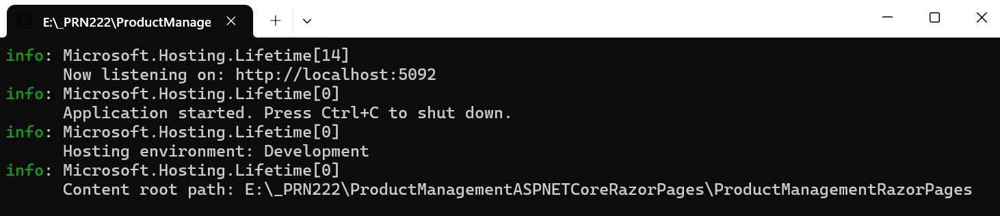 E:\_PRN222\ProductManage
info: Microsoft.Hosting.Lifetime[14]
Now listening on: http://localhost:5092
info: Microsoft.Hosting.Lifetime[0]
Application started. Press Ctrl+C to shut down.
info: Microsoft.Hosting.Lifetime[0]
Hosting environment: Development
info: Microsoft.Hosting.Lifetime[0]
Content root path: E:\_PRN222\ProductManagementASPNETCoreRazorPages\ProductManagementRazorPages